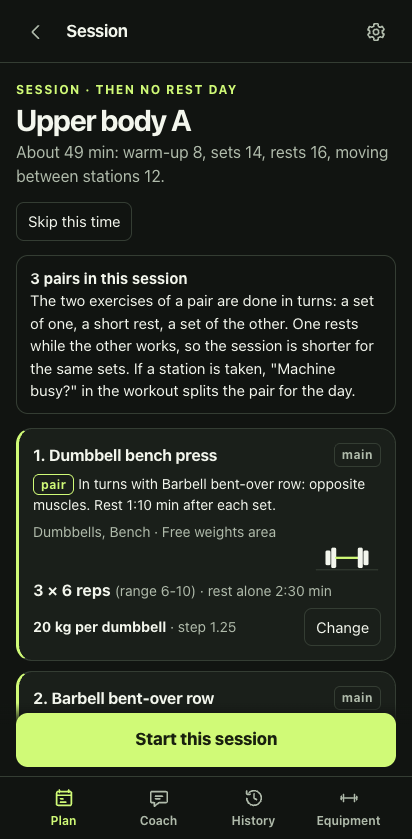 Session
SESSION · THEN NO REST DAY
Upper body A
About 49 min: warm-up 8, sets 14, rests 16, moving
between stations 12.
Skip this time
3 pairs in this session
The two exercises of a pair are done in turns: a set
of one, a short rest, a set of the other. One rests
while the other works, so the session is shorter for
the same sets. If a station is taken, "Machine
busy?" in the workout splits the pair for the day.
1. Dumbbell bench press main
pair In turns with Barbell bent-over row: opposite
muscles. Rest 1:10 min after each set.
Dumbbells, Bench · Free weights area
3 × 6 reps (range 6-10) · rest alone 2:30 min
20 kg per dumbbell · step 1.25 Change
2. Barbell bent-over row main
Start this session
Plan Coach History Equipment